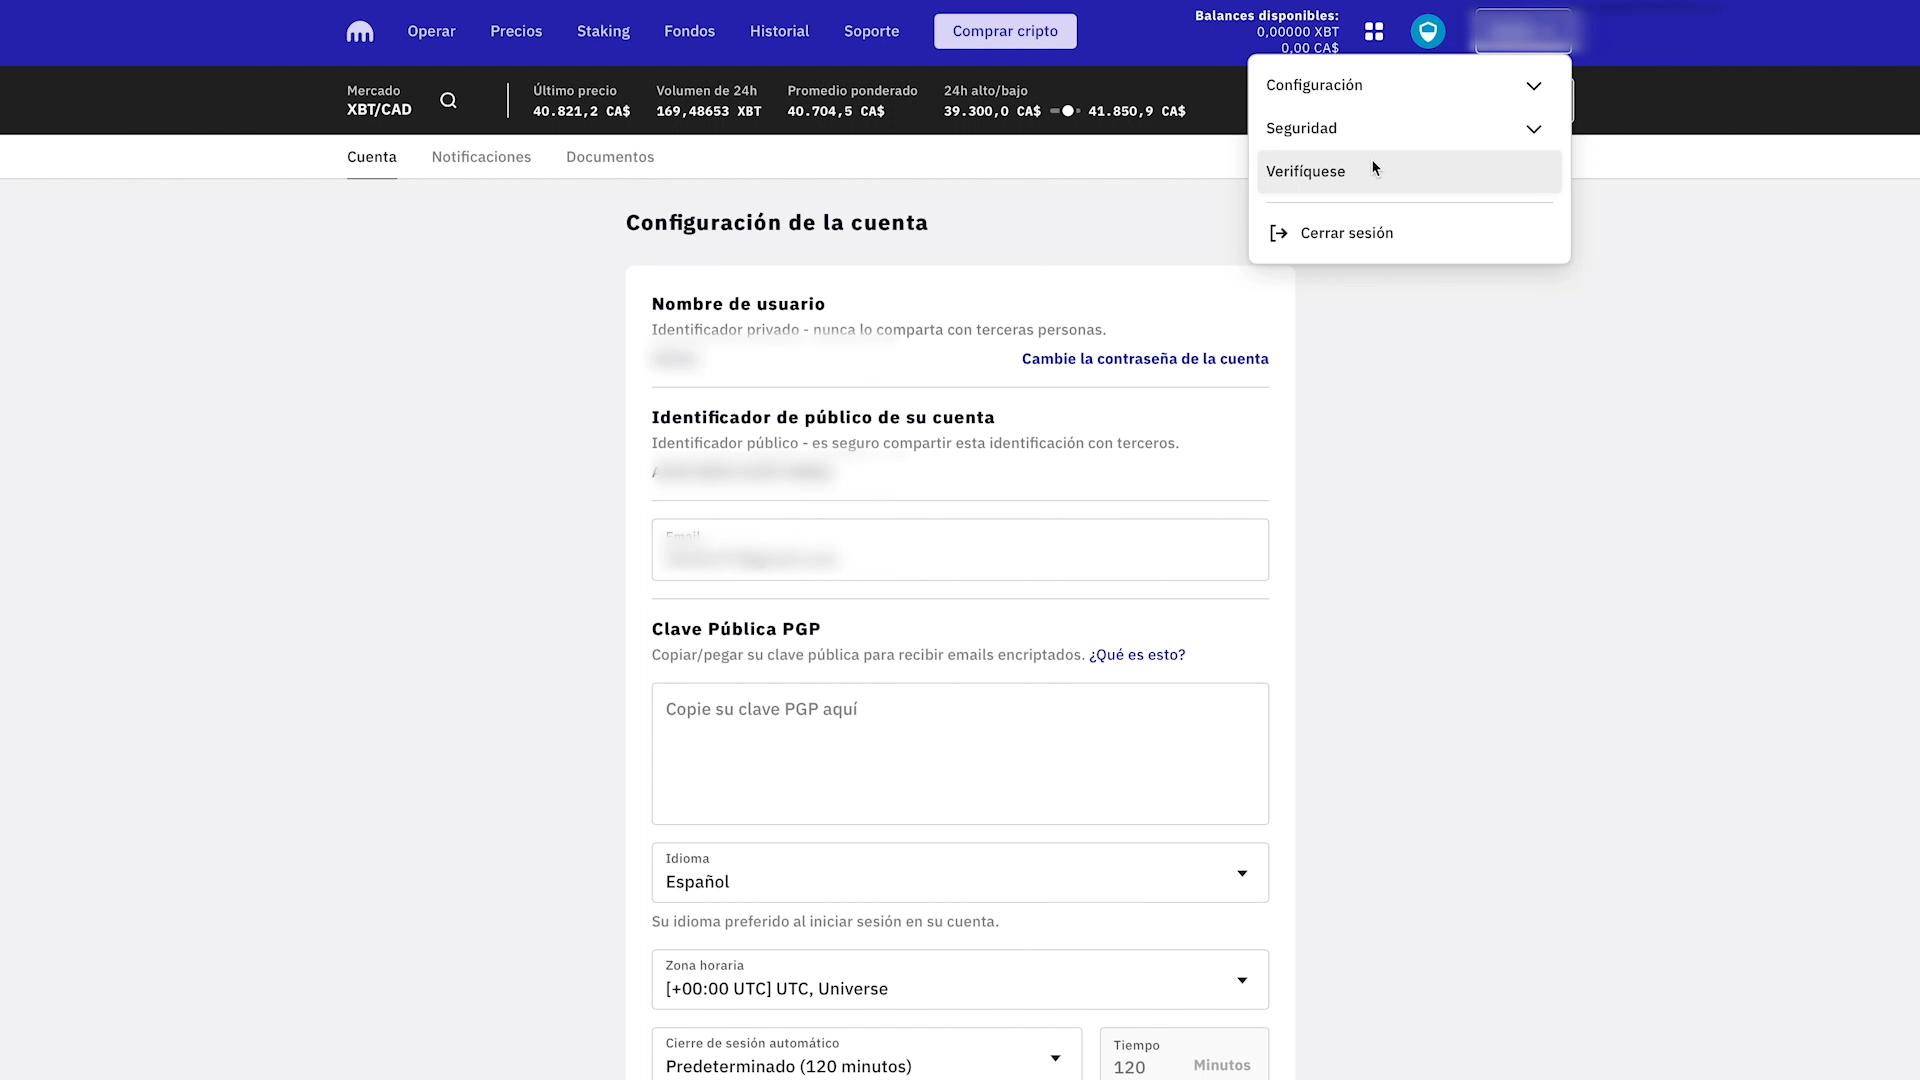 Operar
Precios
Staking
Fondos
Historial
Soporte
Comprar cripto
Balances disponibles:
0,00000 XBT
0,00 CA$
Mercado
XBT/CAD
Último precio
40.821,2 CA$
Volumen de 24h
169,48653 XBT
Promedio ponderado
40.704,5 CA$
24h alto/bajo
39.300,0 CA$
41.850,9 CA$
Configuración
Seguridad
Verifíquese
Cerrar sesión
Cuenta
Notificaciones
Documentos
Configuración de la cuenta
Nombre de usuario
Identificador privado - nunca lo comparta con terceras personas.
Cambie la contraseña de la cuenta
Identificador de público de su cuenta
Identificador público - es seguro compartir esta identificación con terceros.
Email
Clave Pública PGP
Copiar/pegar su clave pública para recibir emails encriptados. ¿Qué es esto?
Copie su clave PGP aquí
Idioma
Español
Su idioma preferido al iniciar sesión en su cuenta.
Zona horaria
[+00:00 UTC] UTC, Universe
Cierre de sesión automático
Predeterminado (120 minutos)
Tiempo
120
Minutos